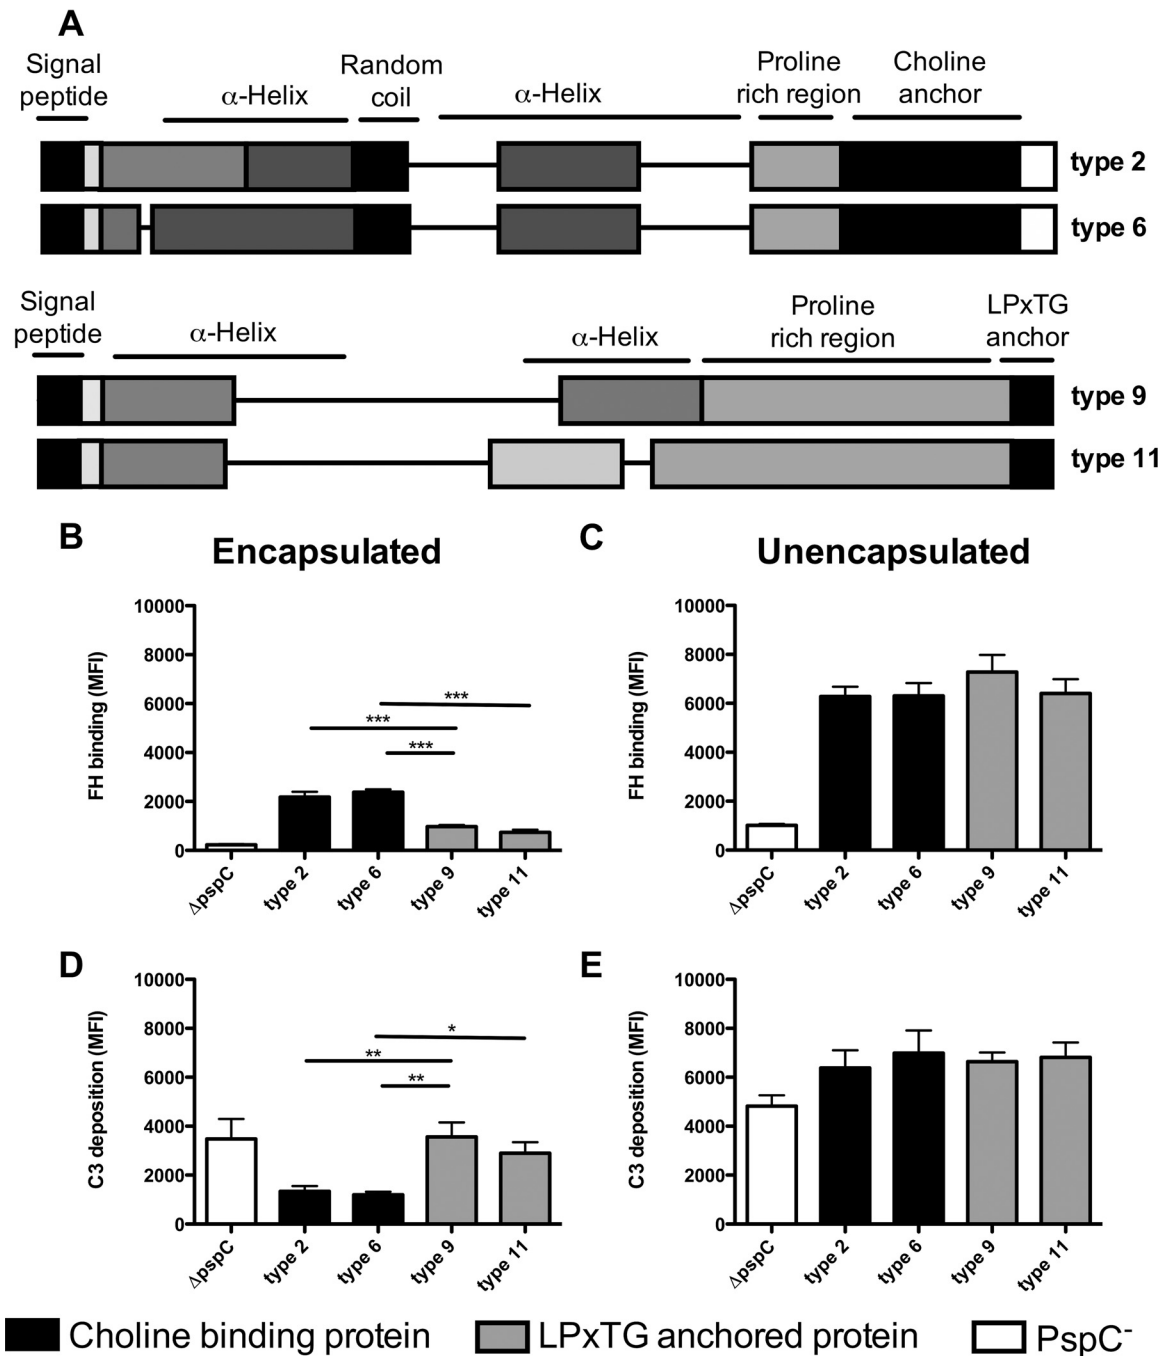 A
Signal
peptide
α-Helix
Random
coil
α-Helix
Proline
rich region
Choline
anchor
type 2
type 6
Signal
peptide
α-Helix
α-Helix
Proline
rich region
LPxTG
anchor
type 9
type 11
B
Encapsulated
10000
8000
6000
4000
2000
0
FH binding (MFI)
***
***
***
ΔpspC
type 2
type 6
type 9
type 11
C
Unencapsulated
10000
8000
6000
4000
2000
0
FH binding (MFI)
ΔpspC
type 2
type 6
type 9
type 11
D
10000
8000
6000
4000
2000
0
C3 deposition (MFI)
*
**
**
ΔpspC
type 2
type 6
type 9
type 11
E
10000
8000
6000
4000
2000
0
C3 deposition (MFI)
ΔpspC
type 2
type 6
type 9
type 11
Choline binding protein
LPxTG anchored protein
PspC⁻